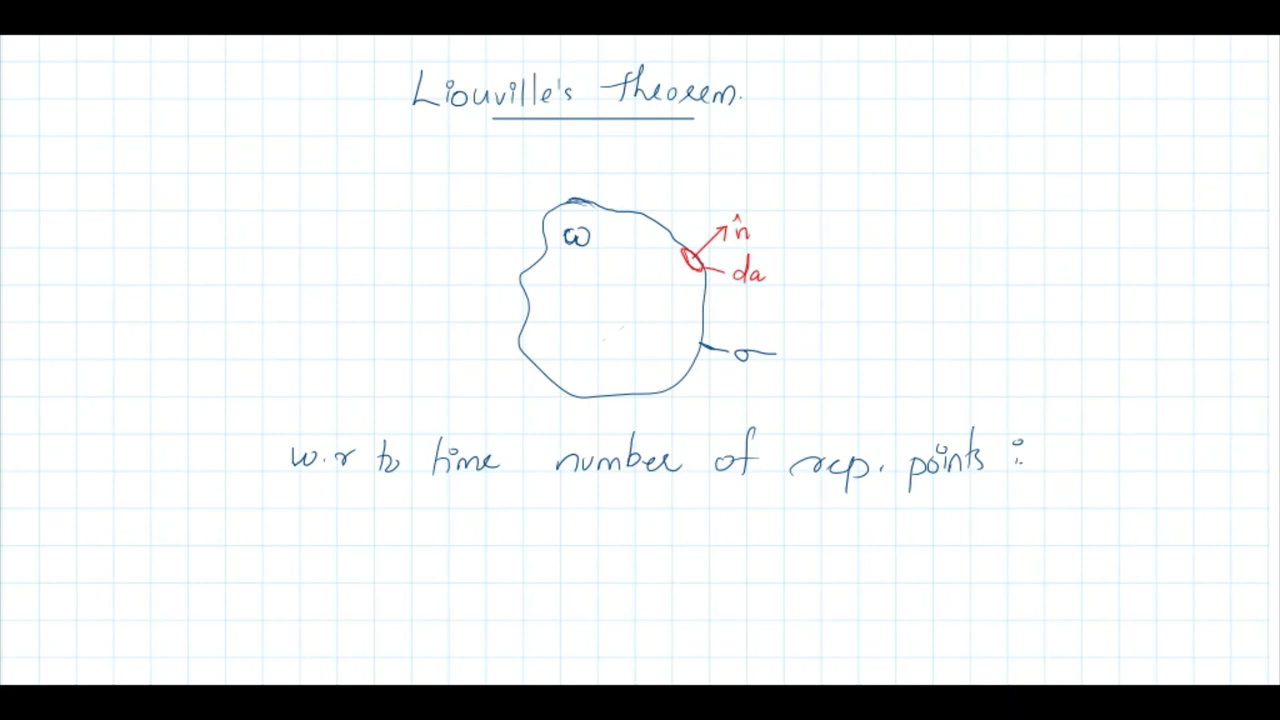 Liouville's theorem.
ω
n̂
da
σ
w.r to time number of rep. points :